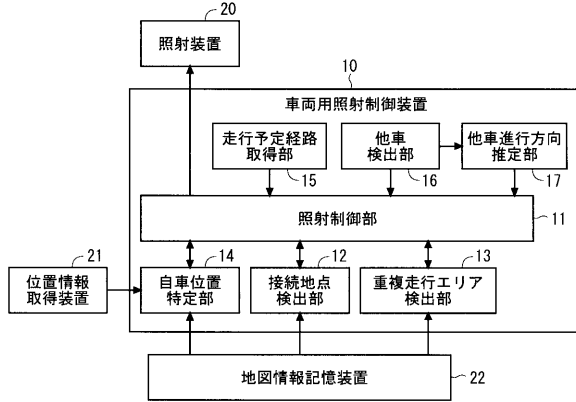 20
照射装置
10
車両用照射制御装置
走行予定経路
取得部
15
他車
検出部
16
他車進行方向
推定部
17
照射制御部
11
21
位置情報
取得装置
14
自車位置
特定部
12
接続地点
検出部
13
重複走行エリア
検出部
地図情報記憶装置
22